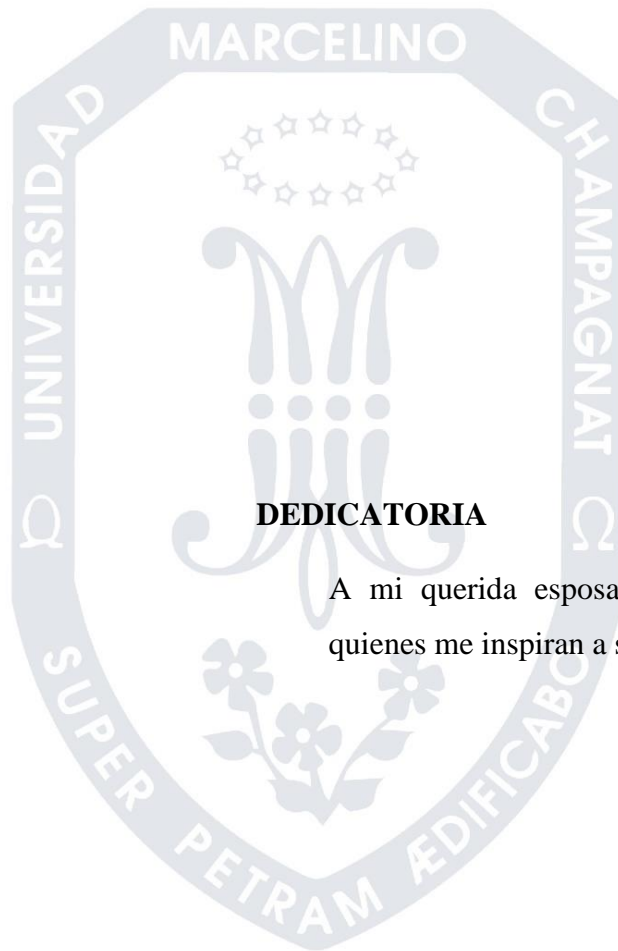 MARCELINO
UNIVERSIDAD
CHAMPAGNAT
DEDICATORIA
A mi querida esposa
quienes me inspiran a s
SUPER PETRAM ÆDIFICABO